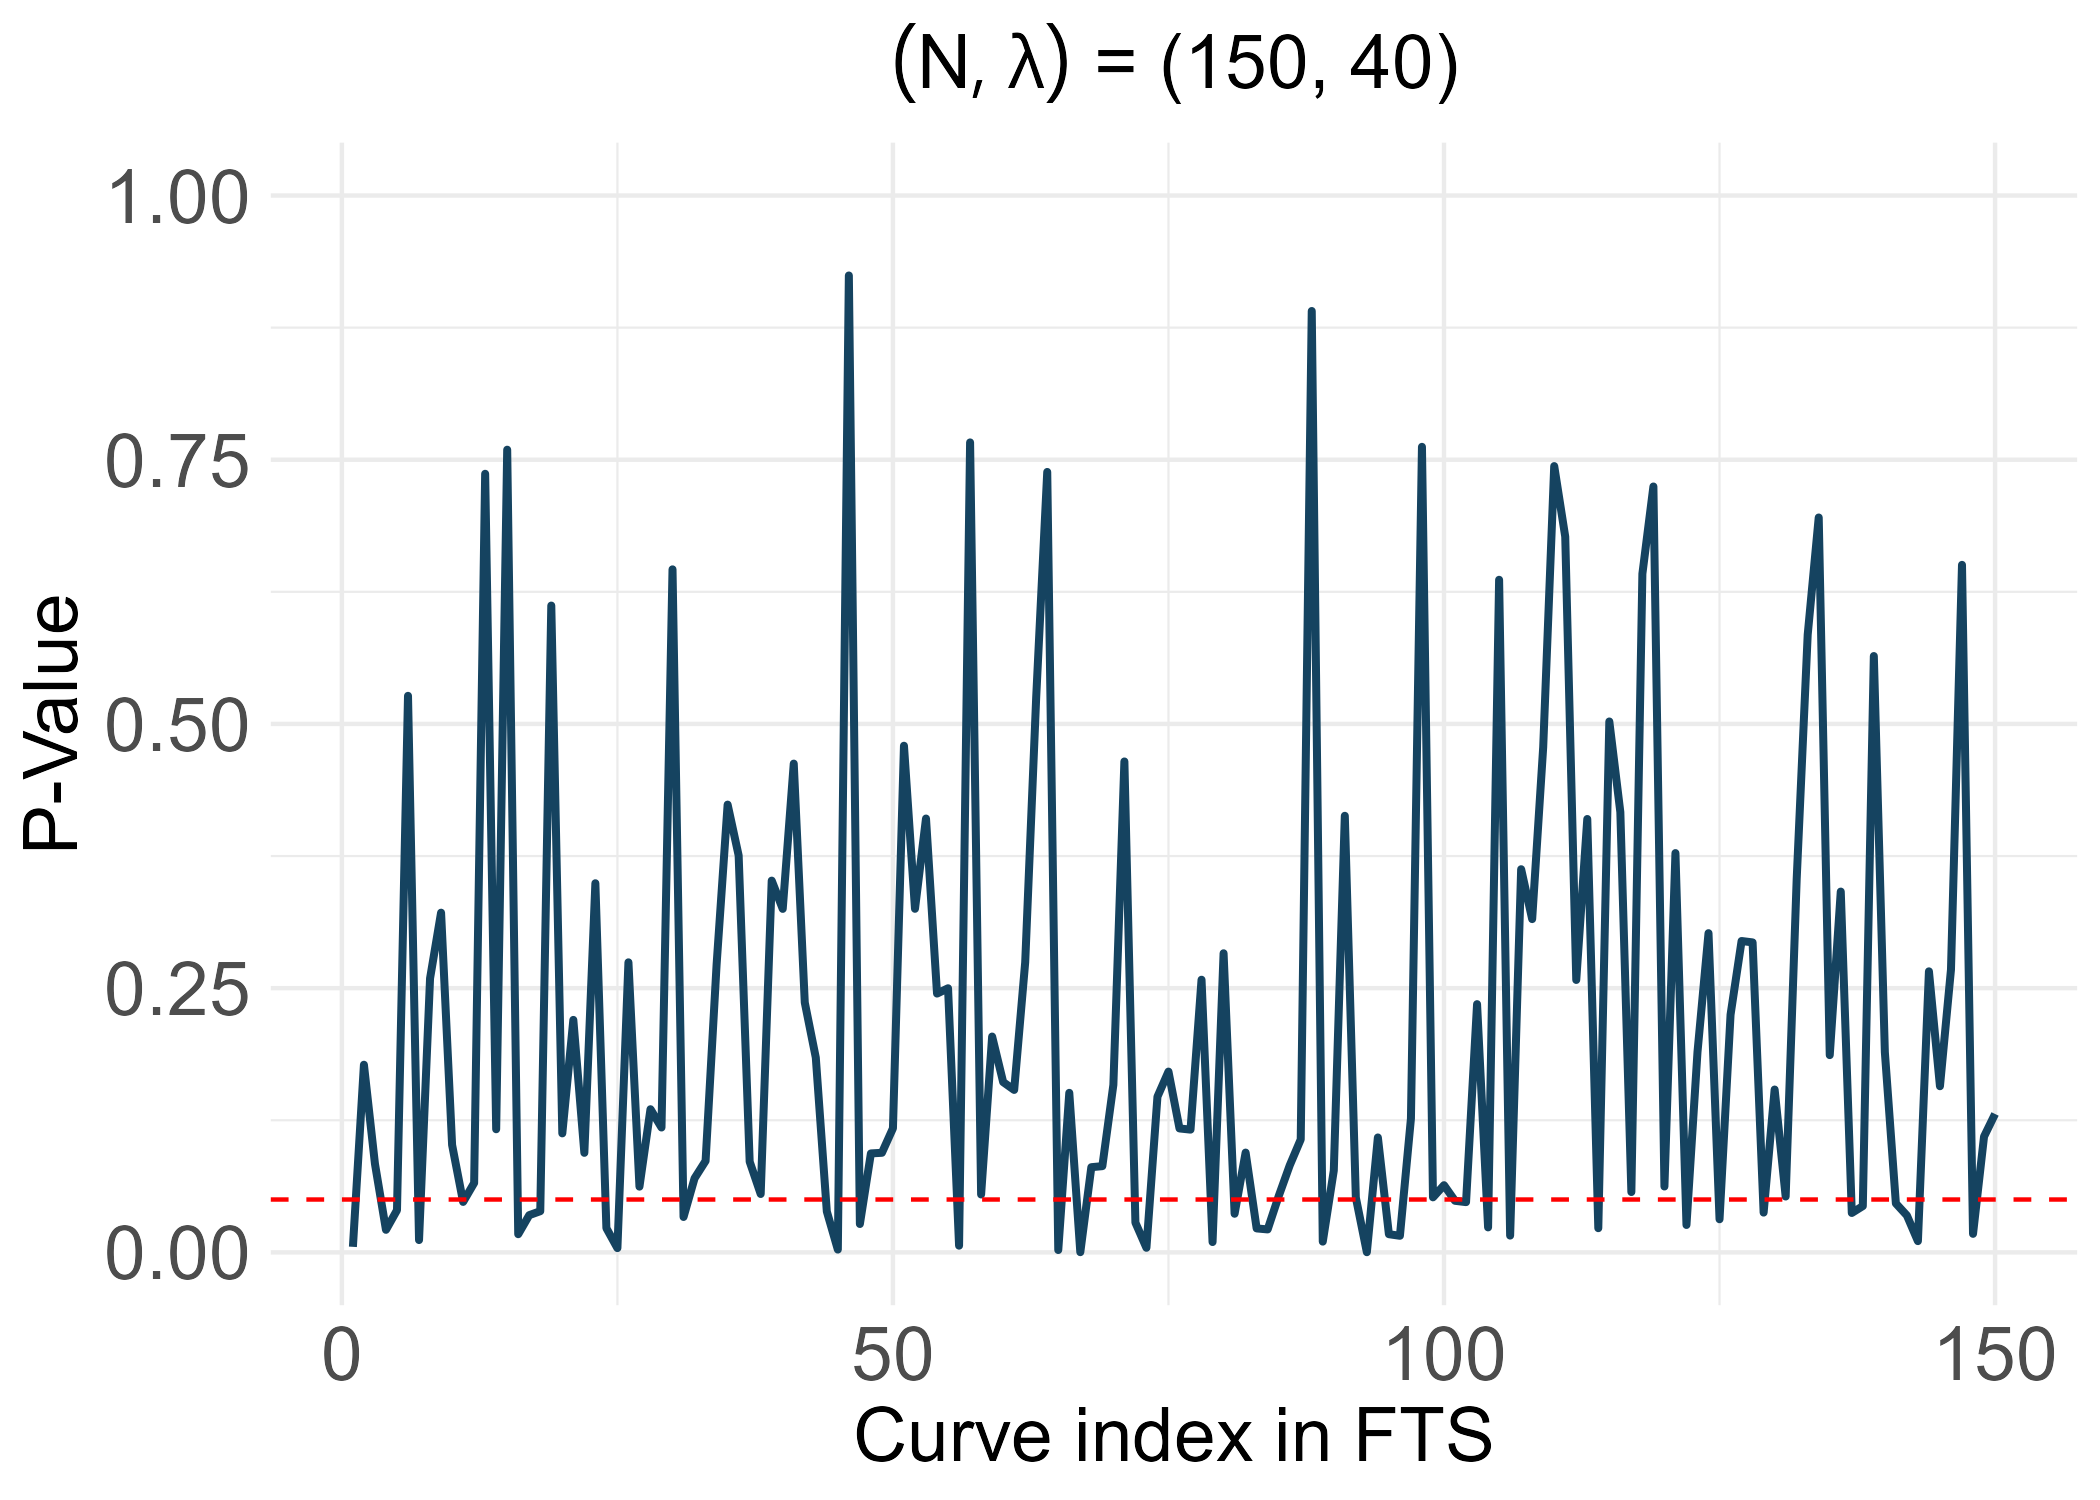 (N, λ) = (150, 40)
1.00
0.75
0.50
0.25
0.00
P-Value
0 50 100 150
Curve index in FTS